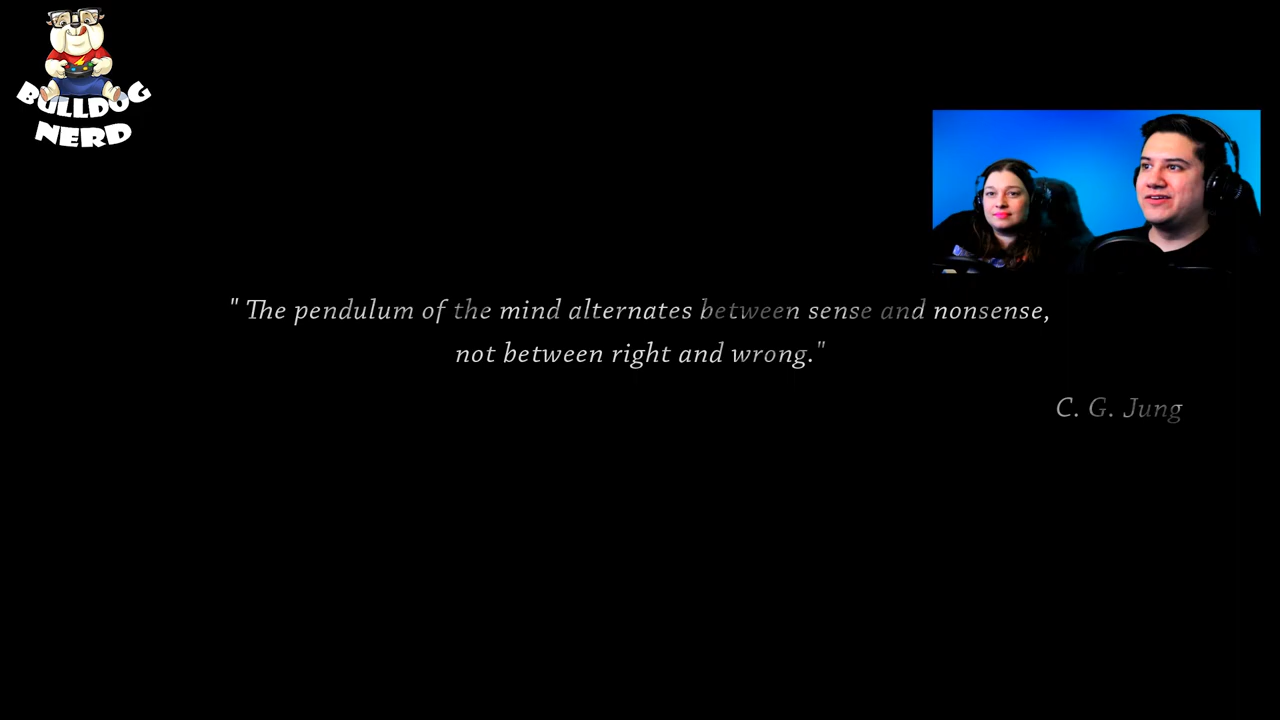 BULLDOG
NERD
" The pendulum of the mind alternates between sense and nonsense,
not between right and wrong."
C. G. Jung